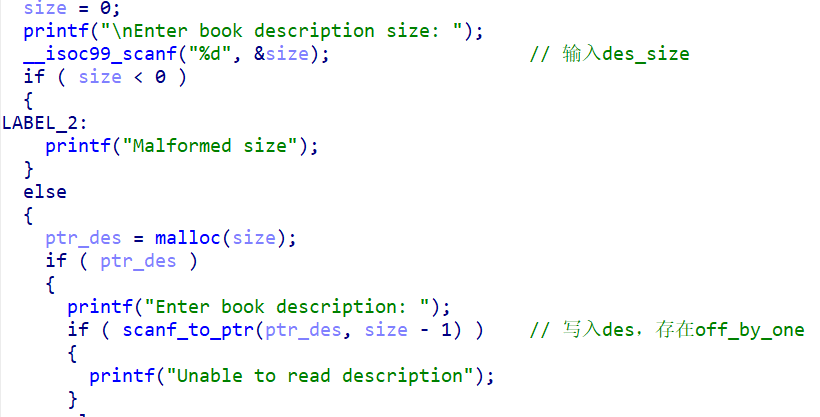 size = 0;
printf("\nEnter book description size: ");
__isoc99_scanf("%d", &size); // 输入des_size
if ( size < 0 )
{
LABEL_2:
printf("Malformed size");
}
else
{
ptr_des = malloc(size);
if ( ptr_des )
{
printf("Enter book description: ");
if ( scanf_to_ptr(ptr_des, size - 1) ) // 写入des，存在off_by_one
{
printf("Unable to read description");
}